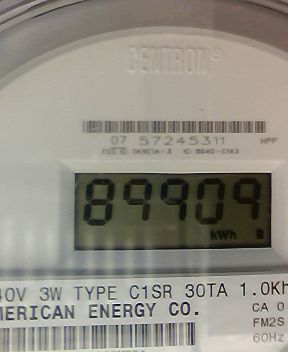 CENTRON®
07 57245311 HPP
89909
kWh
40V 3W TYPE C1SR 30TA 1.0Kh
MERICAN ENERGY CO.
CA 0
FM2S
60Hz